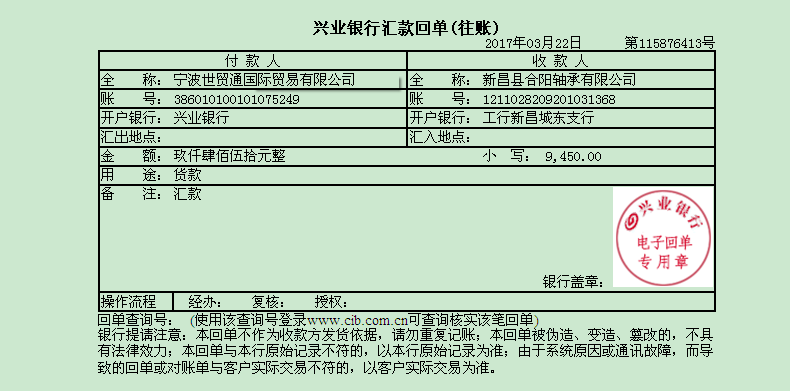 兴业银行汇款回单(往账)
2017年03月22日 第115876413号
付 款 人 收 款 人
全 称: 宁波世贸通国际贸易有限公司 全 称: 新昌县合阳轴承有限公司
账 号: 386010100101075249 账 号: 1211028209201031368
开户银行: 兴业银行 开户银行: 工行新昌城东支行
汇出地点: 汇入地点:
金 额: 玖仟肆佰伍拾元整 小 写: 9,450.00
用 途: 货款
备 注: 汇款
兴业银行
电子回单
专用章
银行盖章:
操作流程 经办: 复核: 授权:
回单查询号: (使用该查询号登录www.cib.com.cn可查询核实该笔回单)
银行提请注意: 本回单不作为收款方发货依据,请勿重复记账;本回单被伪造、变造、篡改的,不具
有法律效力;本回单与本行原始记录不符的,以本行原始记录为准;由于系统原因或通讯故障,而导
致的回单或对账单与客户实际交易不符的,以客户实际交易为准。